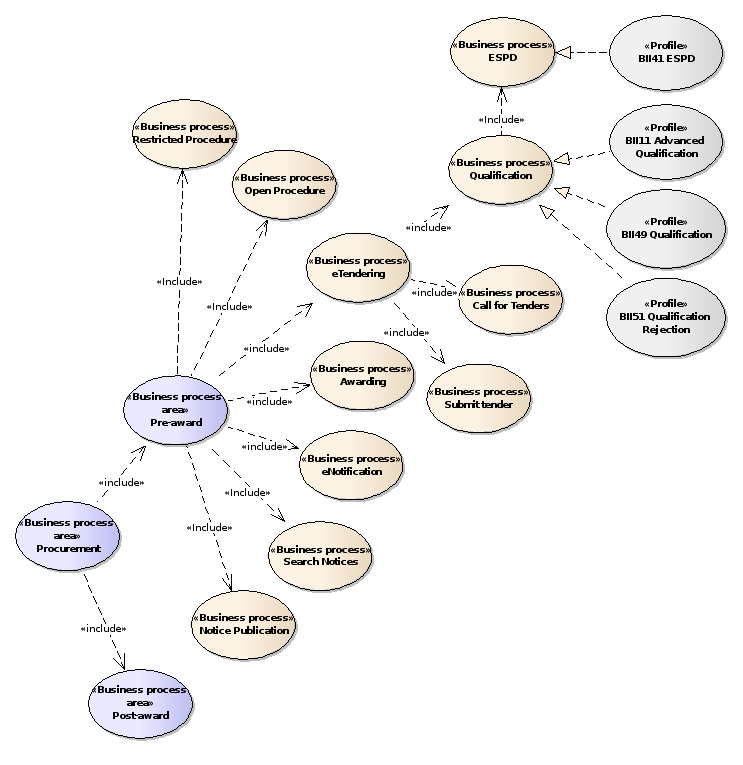 «Business process»
ESPD
«Profile»
BII41 ESPD
«Include»
«Business process»
Restricted Procedure
«Profile»
BII11 Advanced
Qualification
«Business process»
Qualification
«Business process»
Open Procedure
«Profile»
BII49 Qualification
«include»
«Business process»
eTendering
«Include»
«Include»
«include»
«Business process»
Call for Tenders
«Profile»
BII51 Qualification
Rejection
«include»
«include»
«Business process»
Awarding
«include»
«Business process»
Submit tender
«Business process
area»
Pre-award
«include»
«Business process»
eNotification
«include»
«Include»
«Include»
«Business process
area»
Procurement
«Business process»
Search Notices
«include»
«Business process»
Notice Publication
«Business process
area»
Post-award